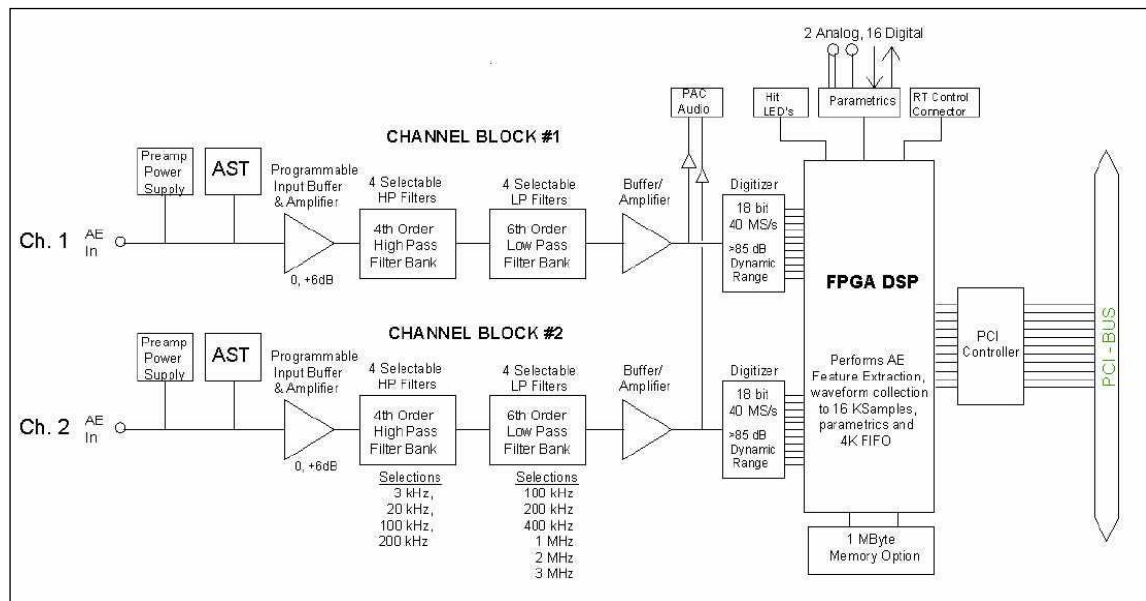 2 Analog, 16 Digital
PAC
Audio
Hit
LED's
Parametrics
RT Control
Connector
CHANNEL BLOCK #1
Preamp
Power
Supply
AST
Programmable
Input Buffer
& Amplifier
4 Selectable
HP Filters
4 Selectable
LP Filters
Buffer/
Amplifier
Digitizer
Ch. 1
AE
In
4th Order
High Pass
Filter Bank
6th Order
Low Pass
Filter Bank
18 bit
40 MS/s
>85 dB
Dynamic
Range
0, +6dB
FPGA DSP
Performs AE
Feature Extraction,
waveform collection
to 16 KSamples,
parametrics and
4K FIFO
PCI
Controller
PCI - BUS
CHANNEL BLOCK #2
Preamp
Power
Supply
AST
Programmable
Input Buffer
& Amplifier
4 Selectable
HP Filters
4 Selectable
LP Filters
Buffer/
Amplifier
Digitizer
Ch. 2
AE
In
4th Order
High Pass
Filter Bank
6th Order
Low Pass
Filter Bank
18 bit
40 MS/s
>85 dB
Dynamic
Range
0, +6dB
Selections
3 kHz,
20 kHz,
100 kHz,
200 kHz
Selections
100 kHz
200 kHz
400 kHz
1 MHz
2 MHz
3 MHz
1 MByte
Memory Option